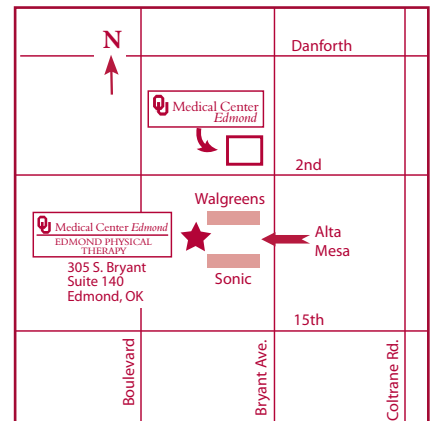 N
Danforth
OU Medical Center
Edmond
2nd
Walgreens
OU Medical Center Edmond
EDMOND PHYSICAL
THERAPY
Alta
Mesa
305 S. Bryant
Suite 140
Edmond, OK
Sonic
15th
Boulevard
Bryant Ave.
Coltrane Rd.